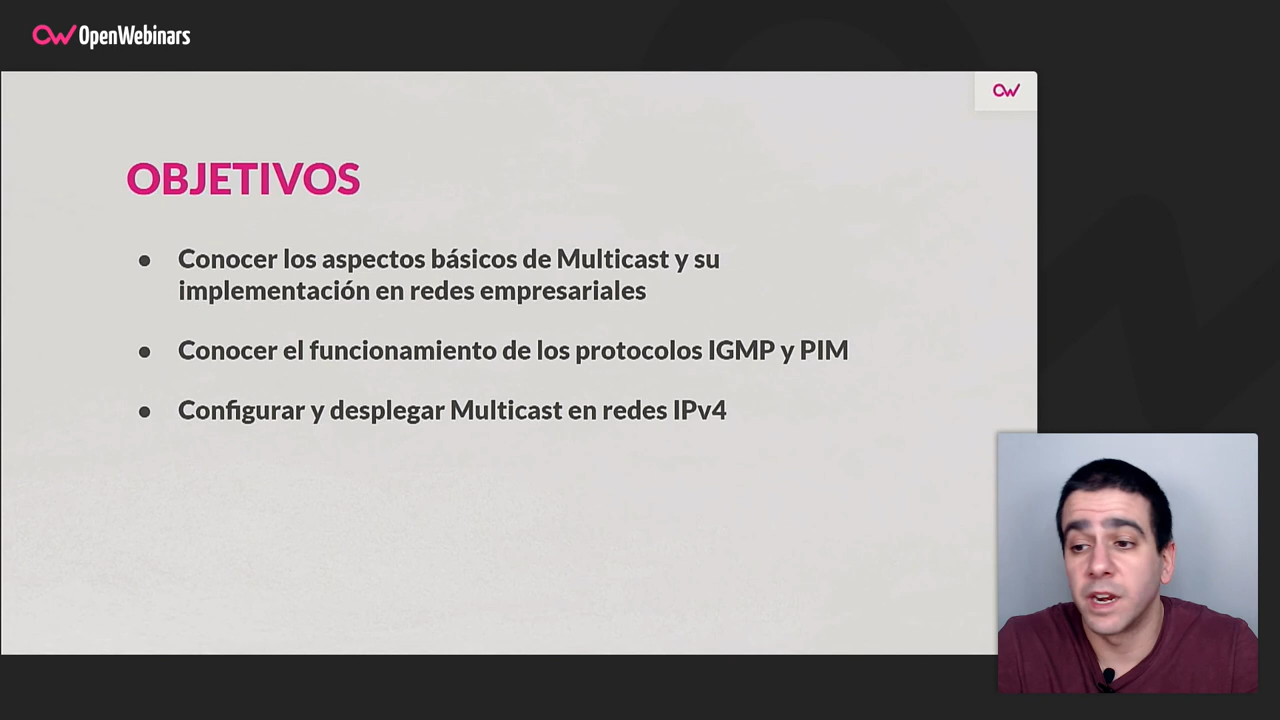 OpenWebinars
OBJETIVOS
● Conocer los aspectos básicos de Multicast y su
implementación en redes empresariales
● Conocer el funcionamiento de los protocolos IGMP y PIM
● Configurar y desplegar Multicast en redes IPv4